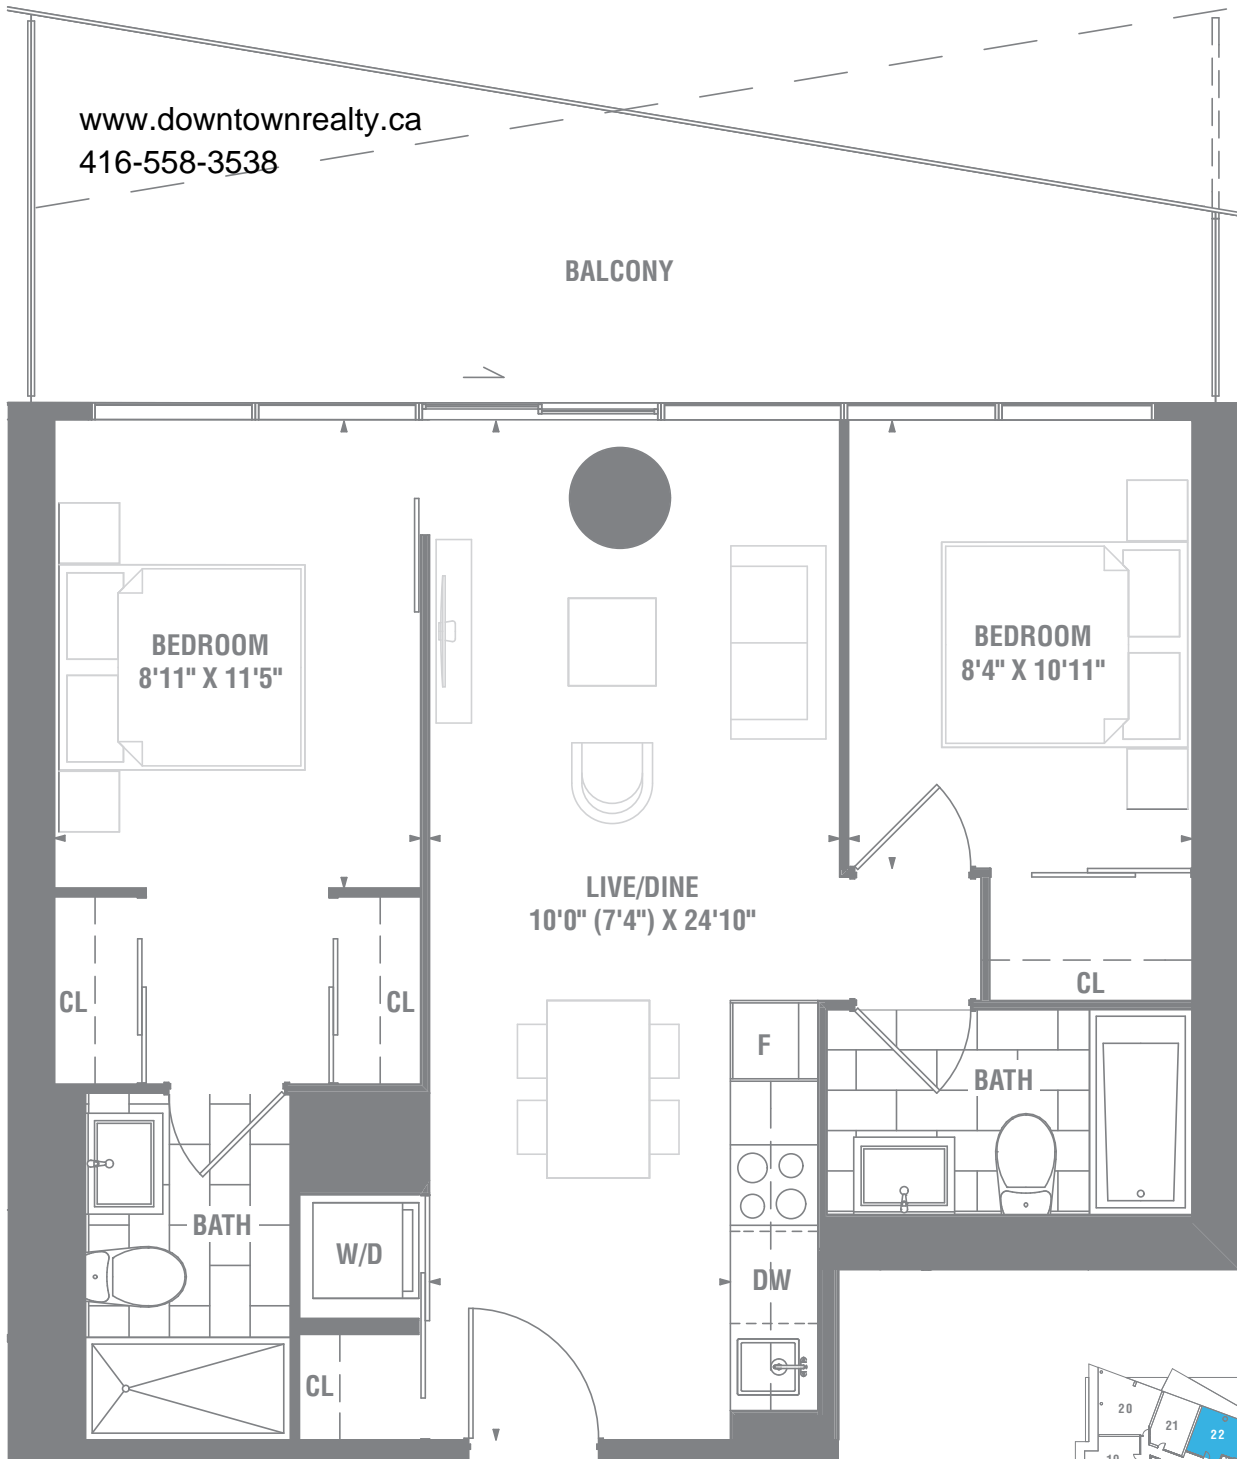 www.downtownrealty.ca
416-558-3538
BALCONY
BEDROOM
8'11" X 11'5"
BEDROOM
8'4" X 10'11"
LIVE/DINE
10'0" (7'4") X 24'10"
CL
CL
CL
F
BATH
BATH
W/D
DW
CL
20
21
22